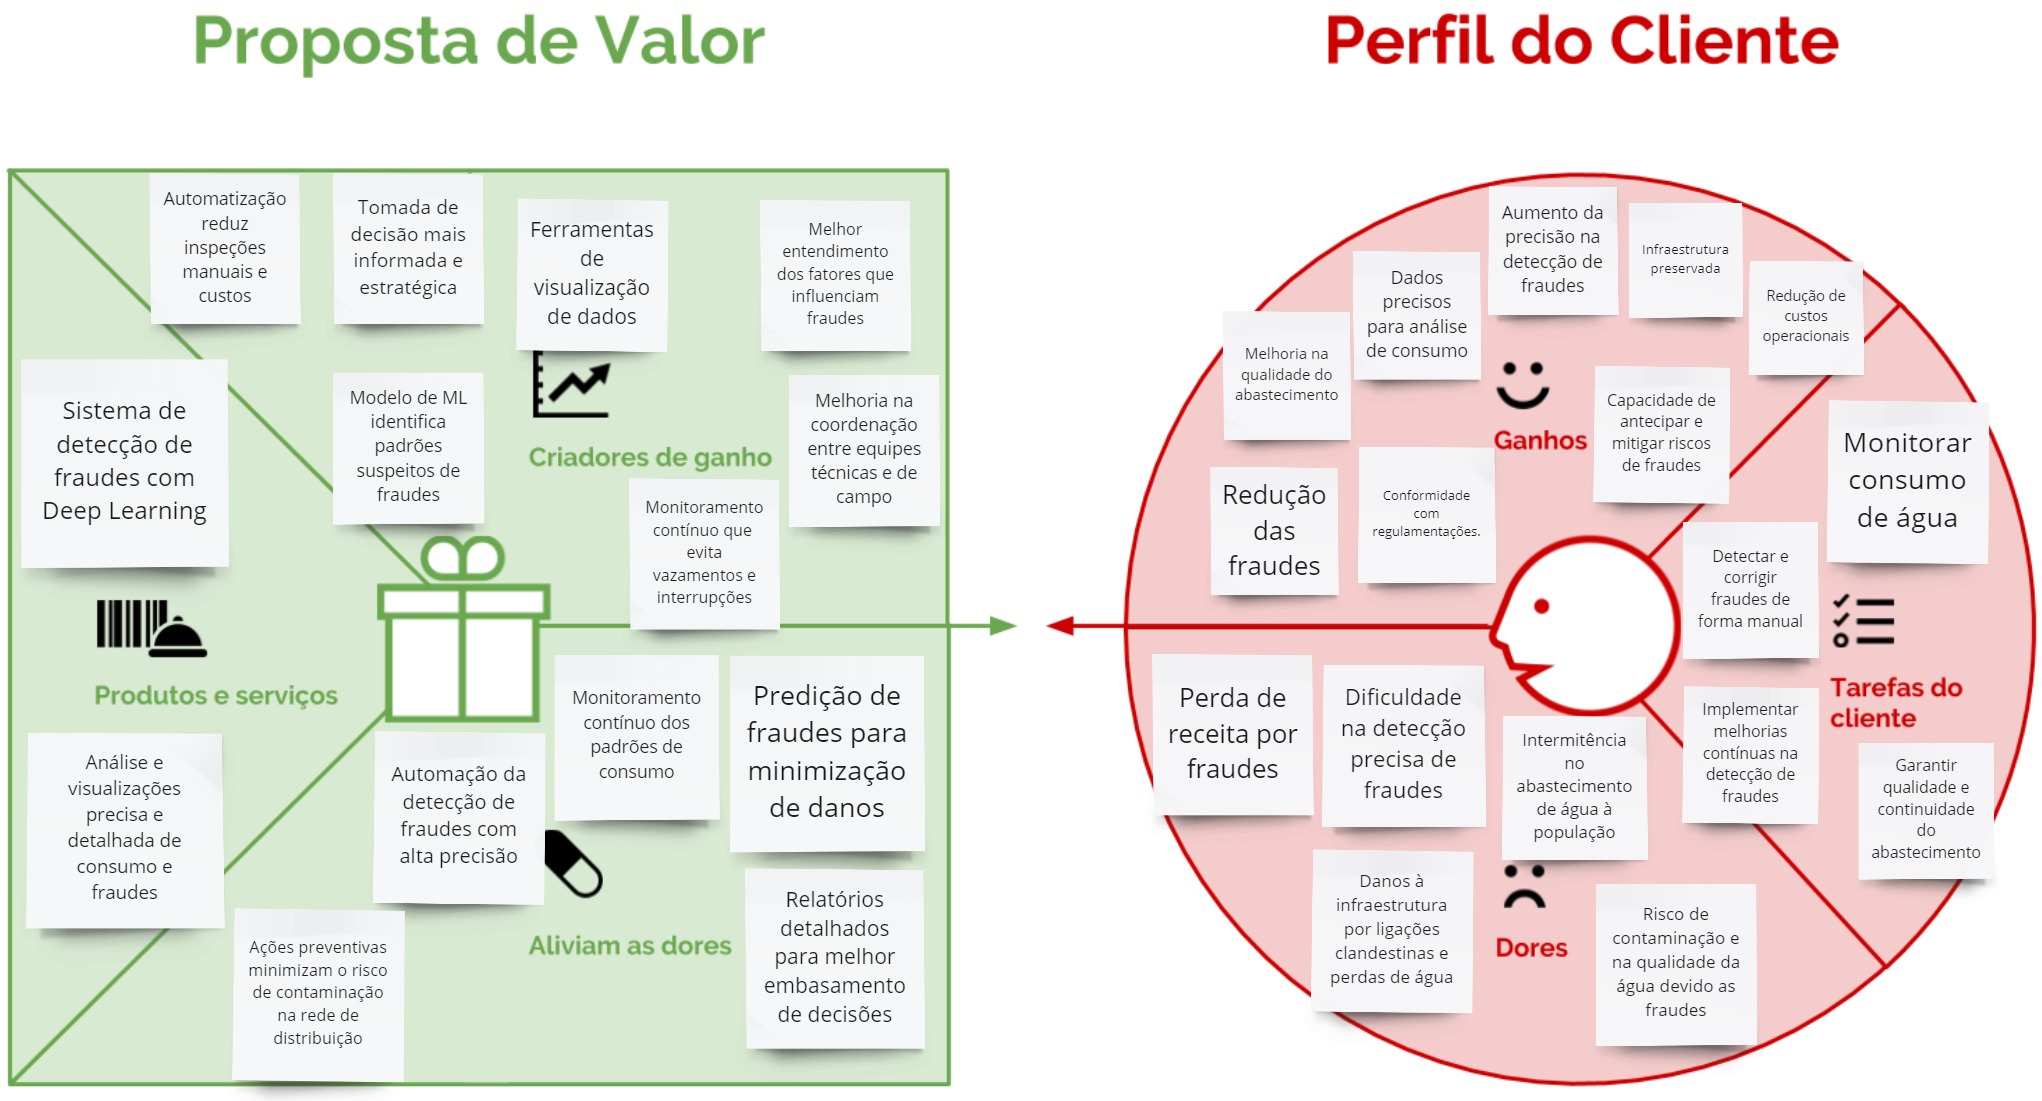 Proposta de Valor
Perfil do Cliente
Automatização
reduz
inspeções
manuais e
custos
Tomada de
decisão mais
informada e
estratégica
Ferramentas
de
visualização
de dados
Melhor
entendimento
dos fatores que
influenciam
fraudes
Sistema de
detecção de
fraudes com
Deep Learning
Modelo de ML
identifica
padrões
suspeitos de
fraudes
Criadores de ganho
Melhoria na
coordenação
entre equipes
técnicas e de
campo
Monitoramento
contínuo que
evita
vazamentos e
interrupções
Produtos e serviços
Análise e
visualizações
precisa e
detalhada de
consumo e
fraudes
Automação da
detecção de
fraudes com
alta precisão
Monitoramento
contínuo dos
padrões de
consumo
Predição de
fraudes para
minimização
de danos
Aliviam as dores
Ações preventivas
minimizam o risco
de contaminação
na rede de
distribuição
Relatórios
detalhados
para melhor
embasamento
de decisões
Aumento da
precisão na
detecção de
fraudes
Infraestrutura
preservada
Dados
precisos
para análise
de consumo
Redução de
custos
operacionais
Melhoria na
qualidade do
abastecimento
Ganhos
Capacidade de
antecipar e
mitigar riscos
de fraudes
Monitorar
consumo
de água
Redução
das
fraudes
Conformidade
com
regulamentações.
Detectar e
corrigir
fraudes de
forma manual
Tarefas do
cliente
Perda de
receita por
fraudes
Dificuldade
na detecção
precisa de
fraudes
Intermitência
no
abastecimento
de água à
população
Implementar
melhorias
contínuas na
detecção de
fraudes
Garantir
qualidade e
continuidade
do
abastecimento
Danos à
infraestrutura
por ligações
clandestinas e
perdas de água
Dores
Risco de
contaminação e
na qualidade da
água devido as
fraudes